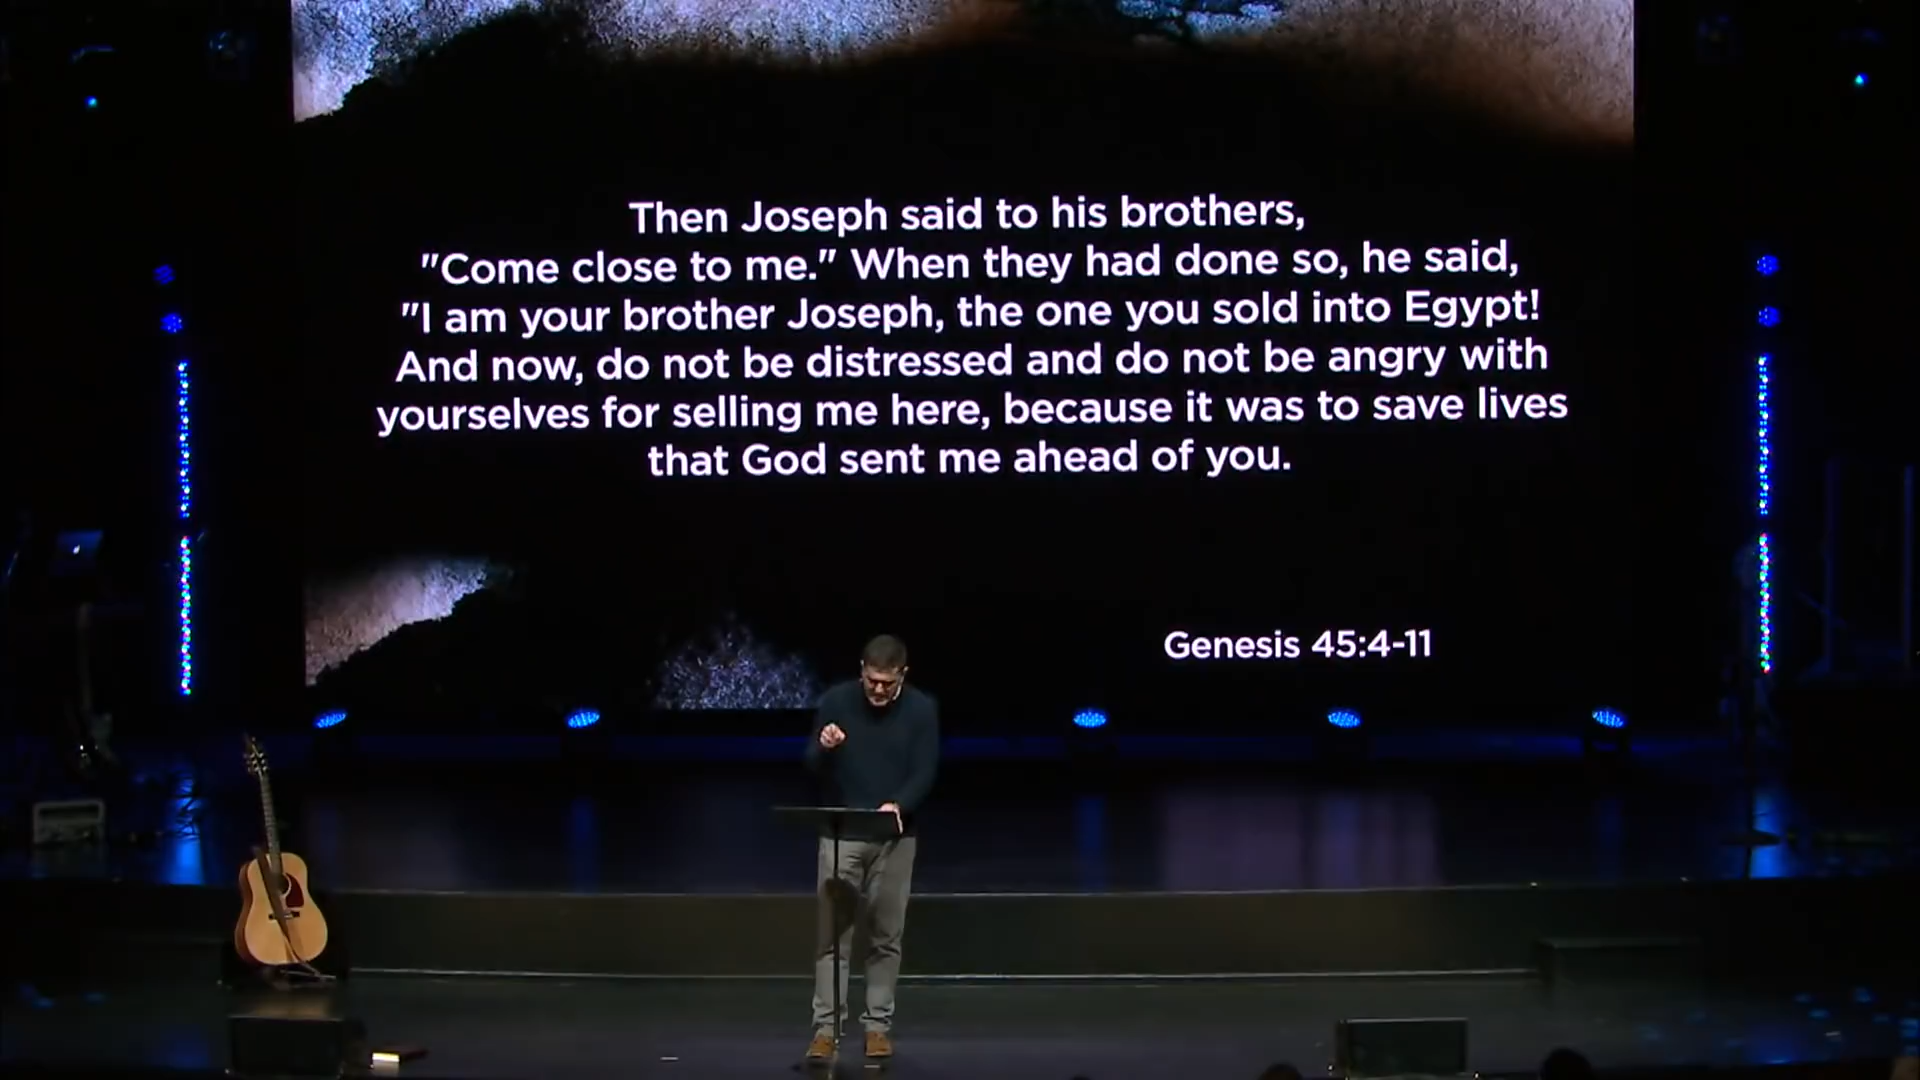 Then Joseph said to his brothers,
"Come close to me." When they had done so, he said,
"I am your brother Joseph, the one you sold into Egypt!
And now, do not be distressed and do not be angry with
yourselves for selling me here, because it was to save lives
that God sent me ahead of you.
Genesis 45:4-11